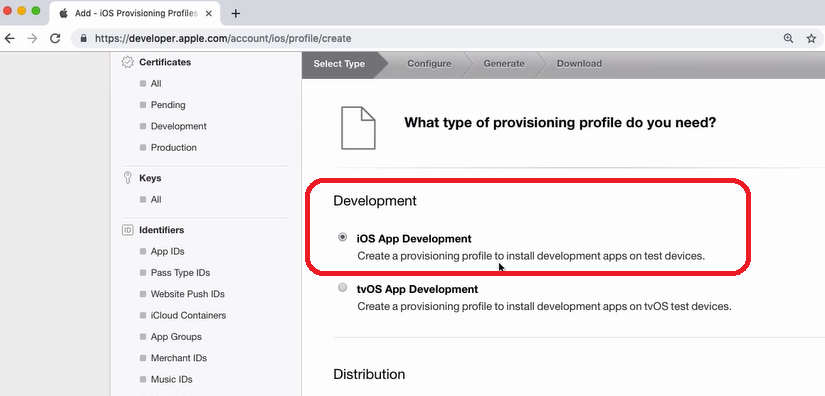 Add - iOS Provisioning Profiles
https://developer.apple.com/account/ios/profile/create
Certificates
All
Pending
Development
Production
Keys
All
ID Identifiers
App IDs
Pass Type IDs
Website Push IDs
iCloud Containers
App Groups
Merchant IDs
Music IDs
Select Type Configure Generate Download
What type of provisioning profile do you need?
Development
iOS App Development
Create a provisioning profile to install development apps on test devices.
tvOS App Development
Create a provisioning profile to install development apps on tvOS test devices.
Distribution